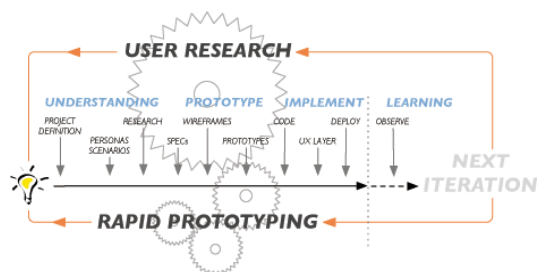 USER RESEARCH
UNDERSTANDING PROTOTYPE IMPLEMENT LEARNING
PROJECT DEFINITION
RESEARCH
WIREFRAMES
CODE
DEPLOY
OBSERVE
PERSONAS SCENARIOS
SPECs
PROTOTYPES
UX LAYER
NEXT
ITERATION
RAPID PROTOTYPING